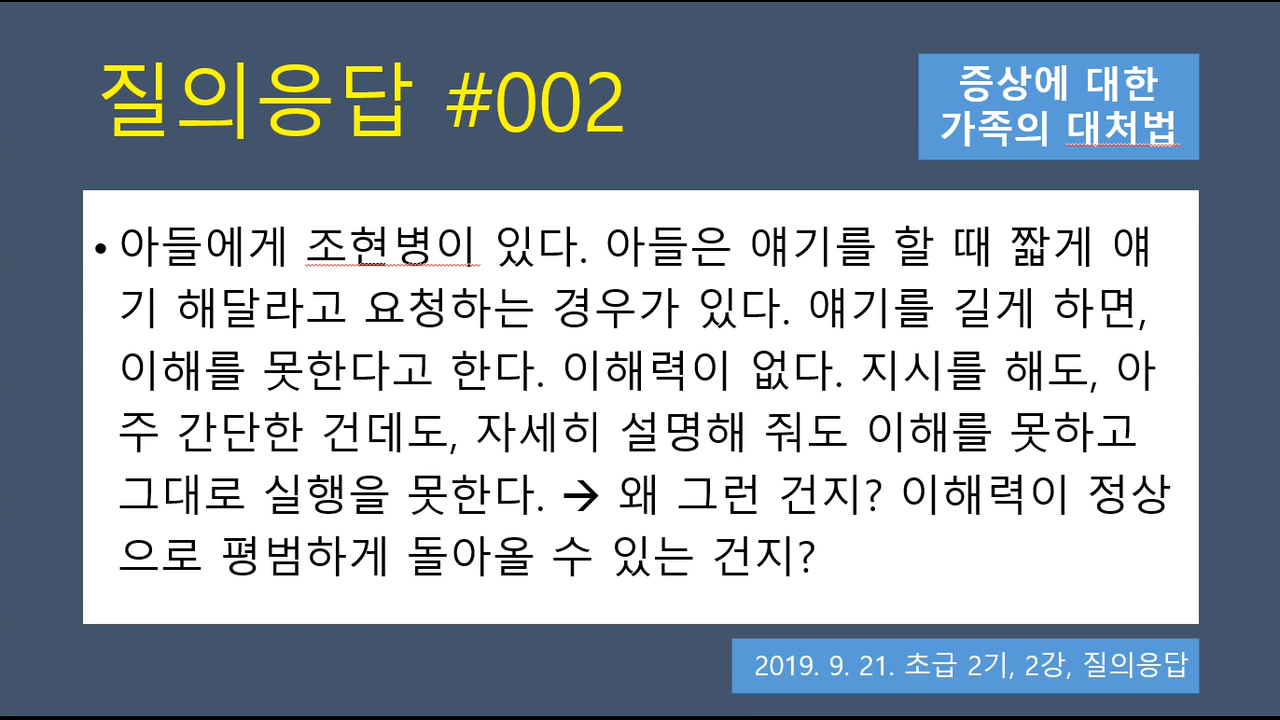 질의응답 #002
증상에 대한
가족의 대처법
• 아들에게 조현병이 있다. 아들은 얘기를 할 때 짧게 얘
기 해달라고 요청하는 경우가 있다. 얘기를 길게 하면,
이해를 못한다고 한다. 이해력이 없다. 지시를 해도, 아
주 간단한 건데도, 자세히 설명해 줘도 이해를 못하고
그대로 실행을 못한다. → 왜 그런 건지? 이해력이 정상
으로 평범하게 돌아올 수 있는 건지?
2019. 9. 21. 초급 2기, 2강, 질의응답